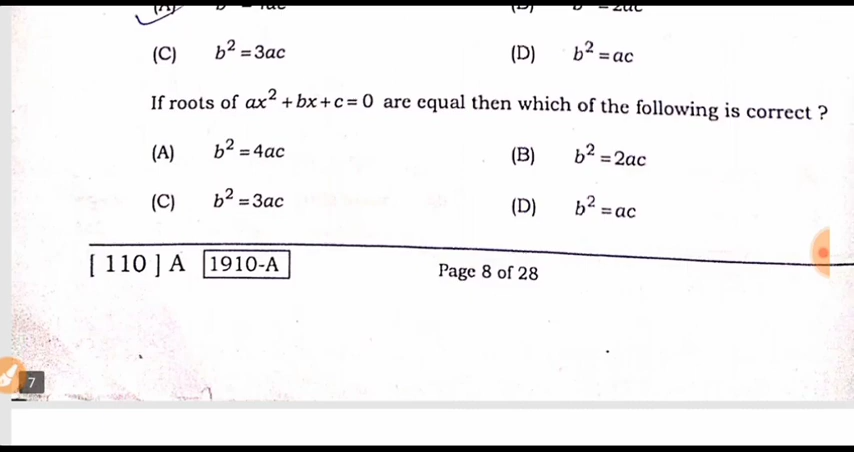 (C) b² = 3ac (D) b² = ac
If roots of ax² + bx + c = 0 are equal then which of the following is correct ?
(A) b² = 4ac (B) b² = 2ac
(C) b² = 3ac (D) b² = ac
[ 110 ] A 1910-A Page 8 of 28
7